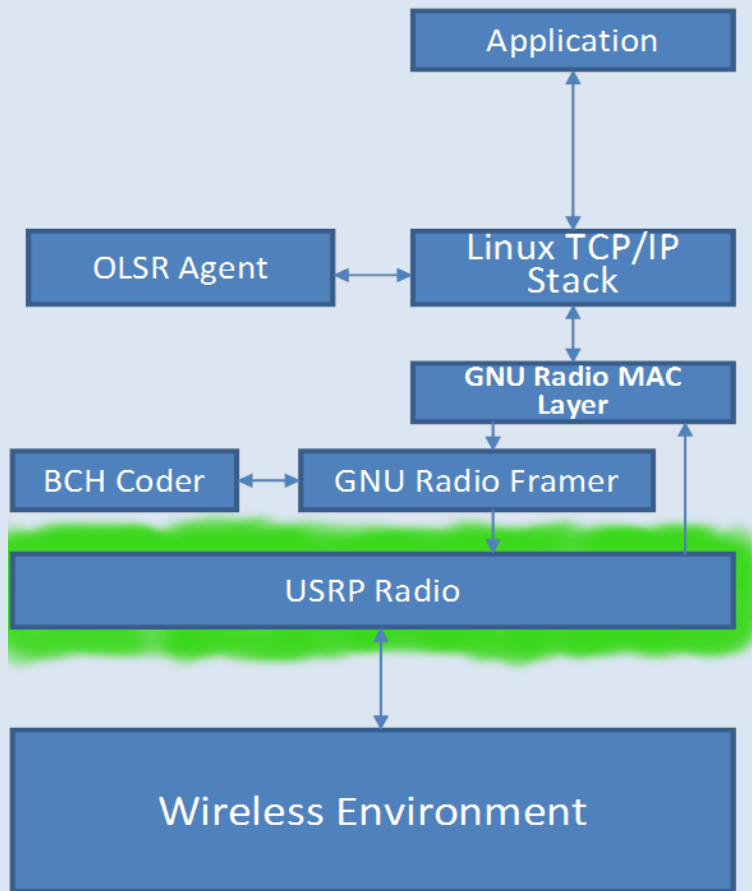 Application
OLSR Agent
Linux TCP/IP
Stack
GNU Radio MAC
Layer
BCH Coder
GNU Radio Framer
USRP Radio
Wireless Environment